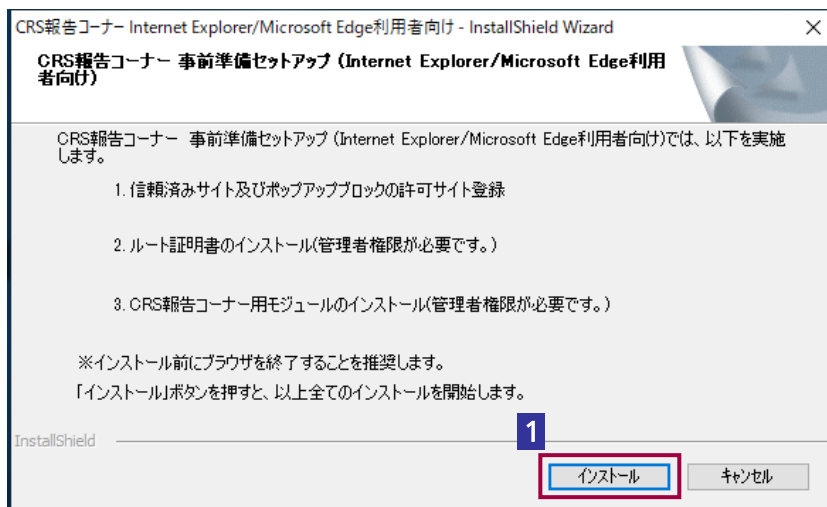 CRS報告コーナー Internet Explorer/Microsoft Edge利用者向け - InstallShield Wizard
CRS報告コーナー 事前準備セットアップ (Internet Explorer/Microsoft Edge利用
者向け)
CRS報告コーナー 事前準備セットアップ (Internet Explorer/Microsoft Edge利用者向け)では、以下を実施
します。
1. 信頼済みサイト及びポップアップブロックの許可サイト登録
2. ルート証明書のインストール(管理者権限が必要です。)
3. CRS報告コーナー用モジュールのインストール(管理者権限が必要です。)
※インストール前にブラウザを終了することを推奨します。
「インストール」ボタンを押すと、以上全てのインストールを開始します。
InstallShield
1
インストール
キャンセル